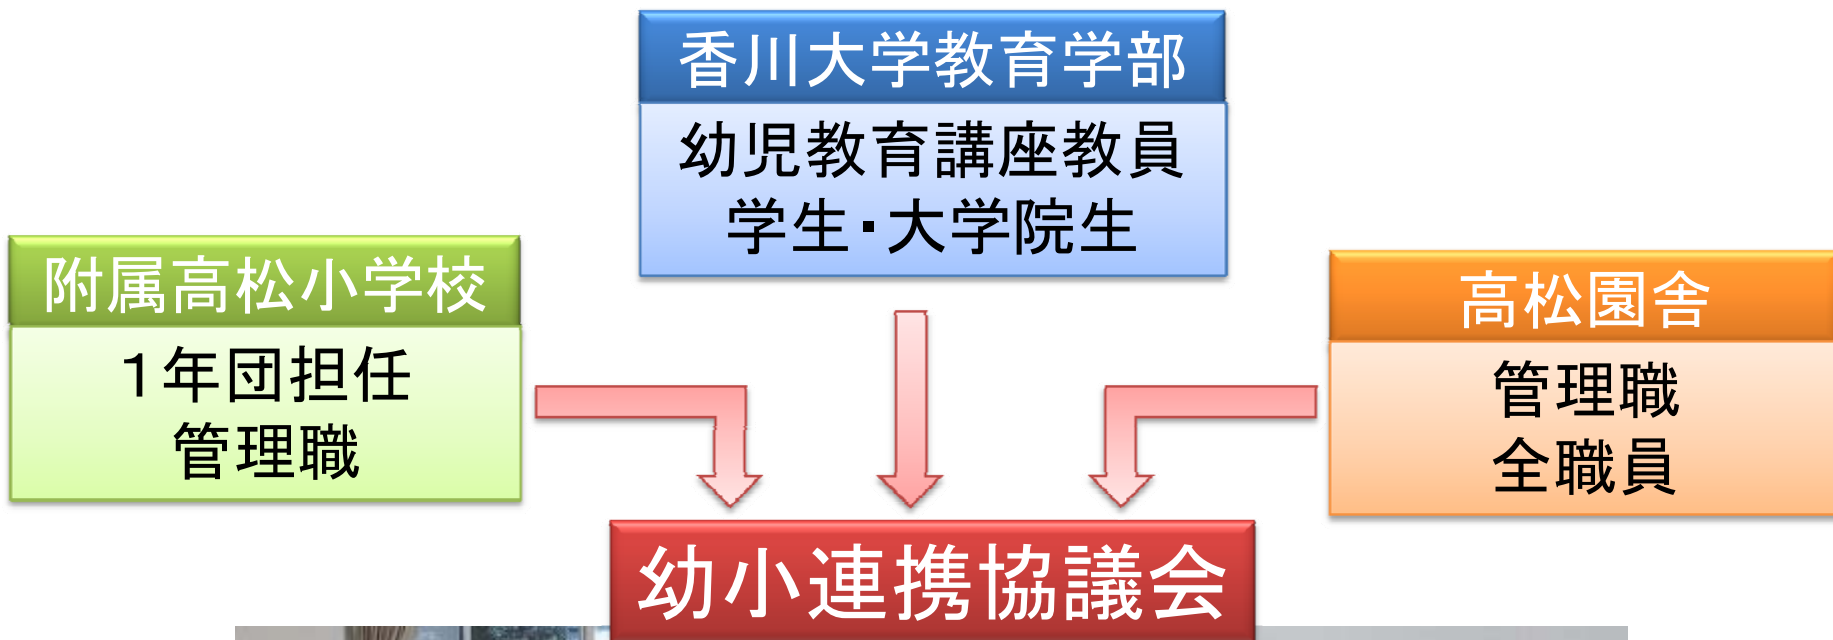 香川大学教育学部
幼児教育講座教員
学生・大学院生
附属高松小学校
1年団担任
管理職
高松園舎
管理職
全職員
幼小連携協議会